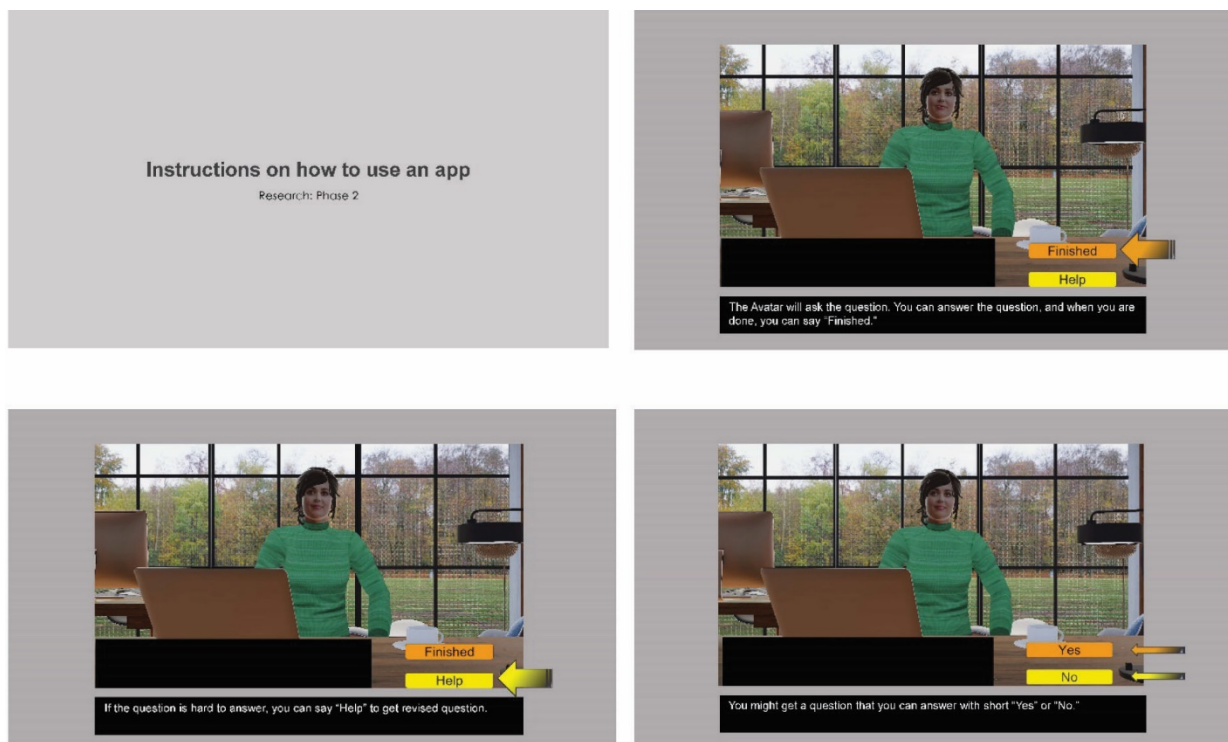 Instructions on how to use an app
Research: Phase 2
Finished
Help
The Avatar will ask the question. You can answer the question, and when you are
done, you can say "Finished."
Finished
Help
If the question is hard to answer, you can say "Help" to get revised question.
Yes
No
You might get a question that you can answer with short "Yes" or "No."